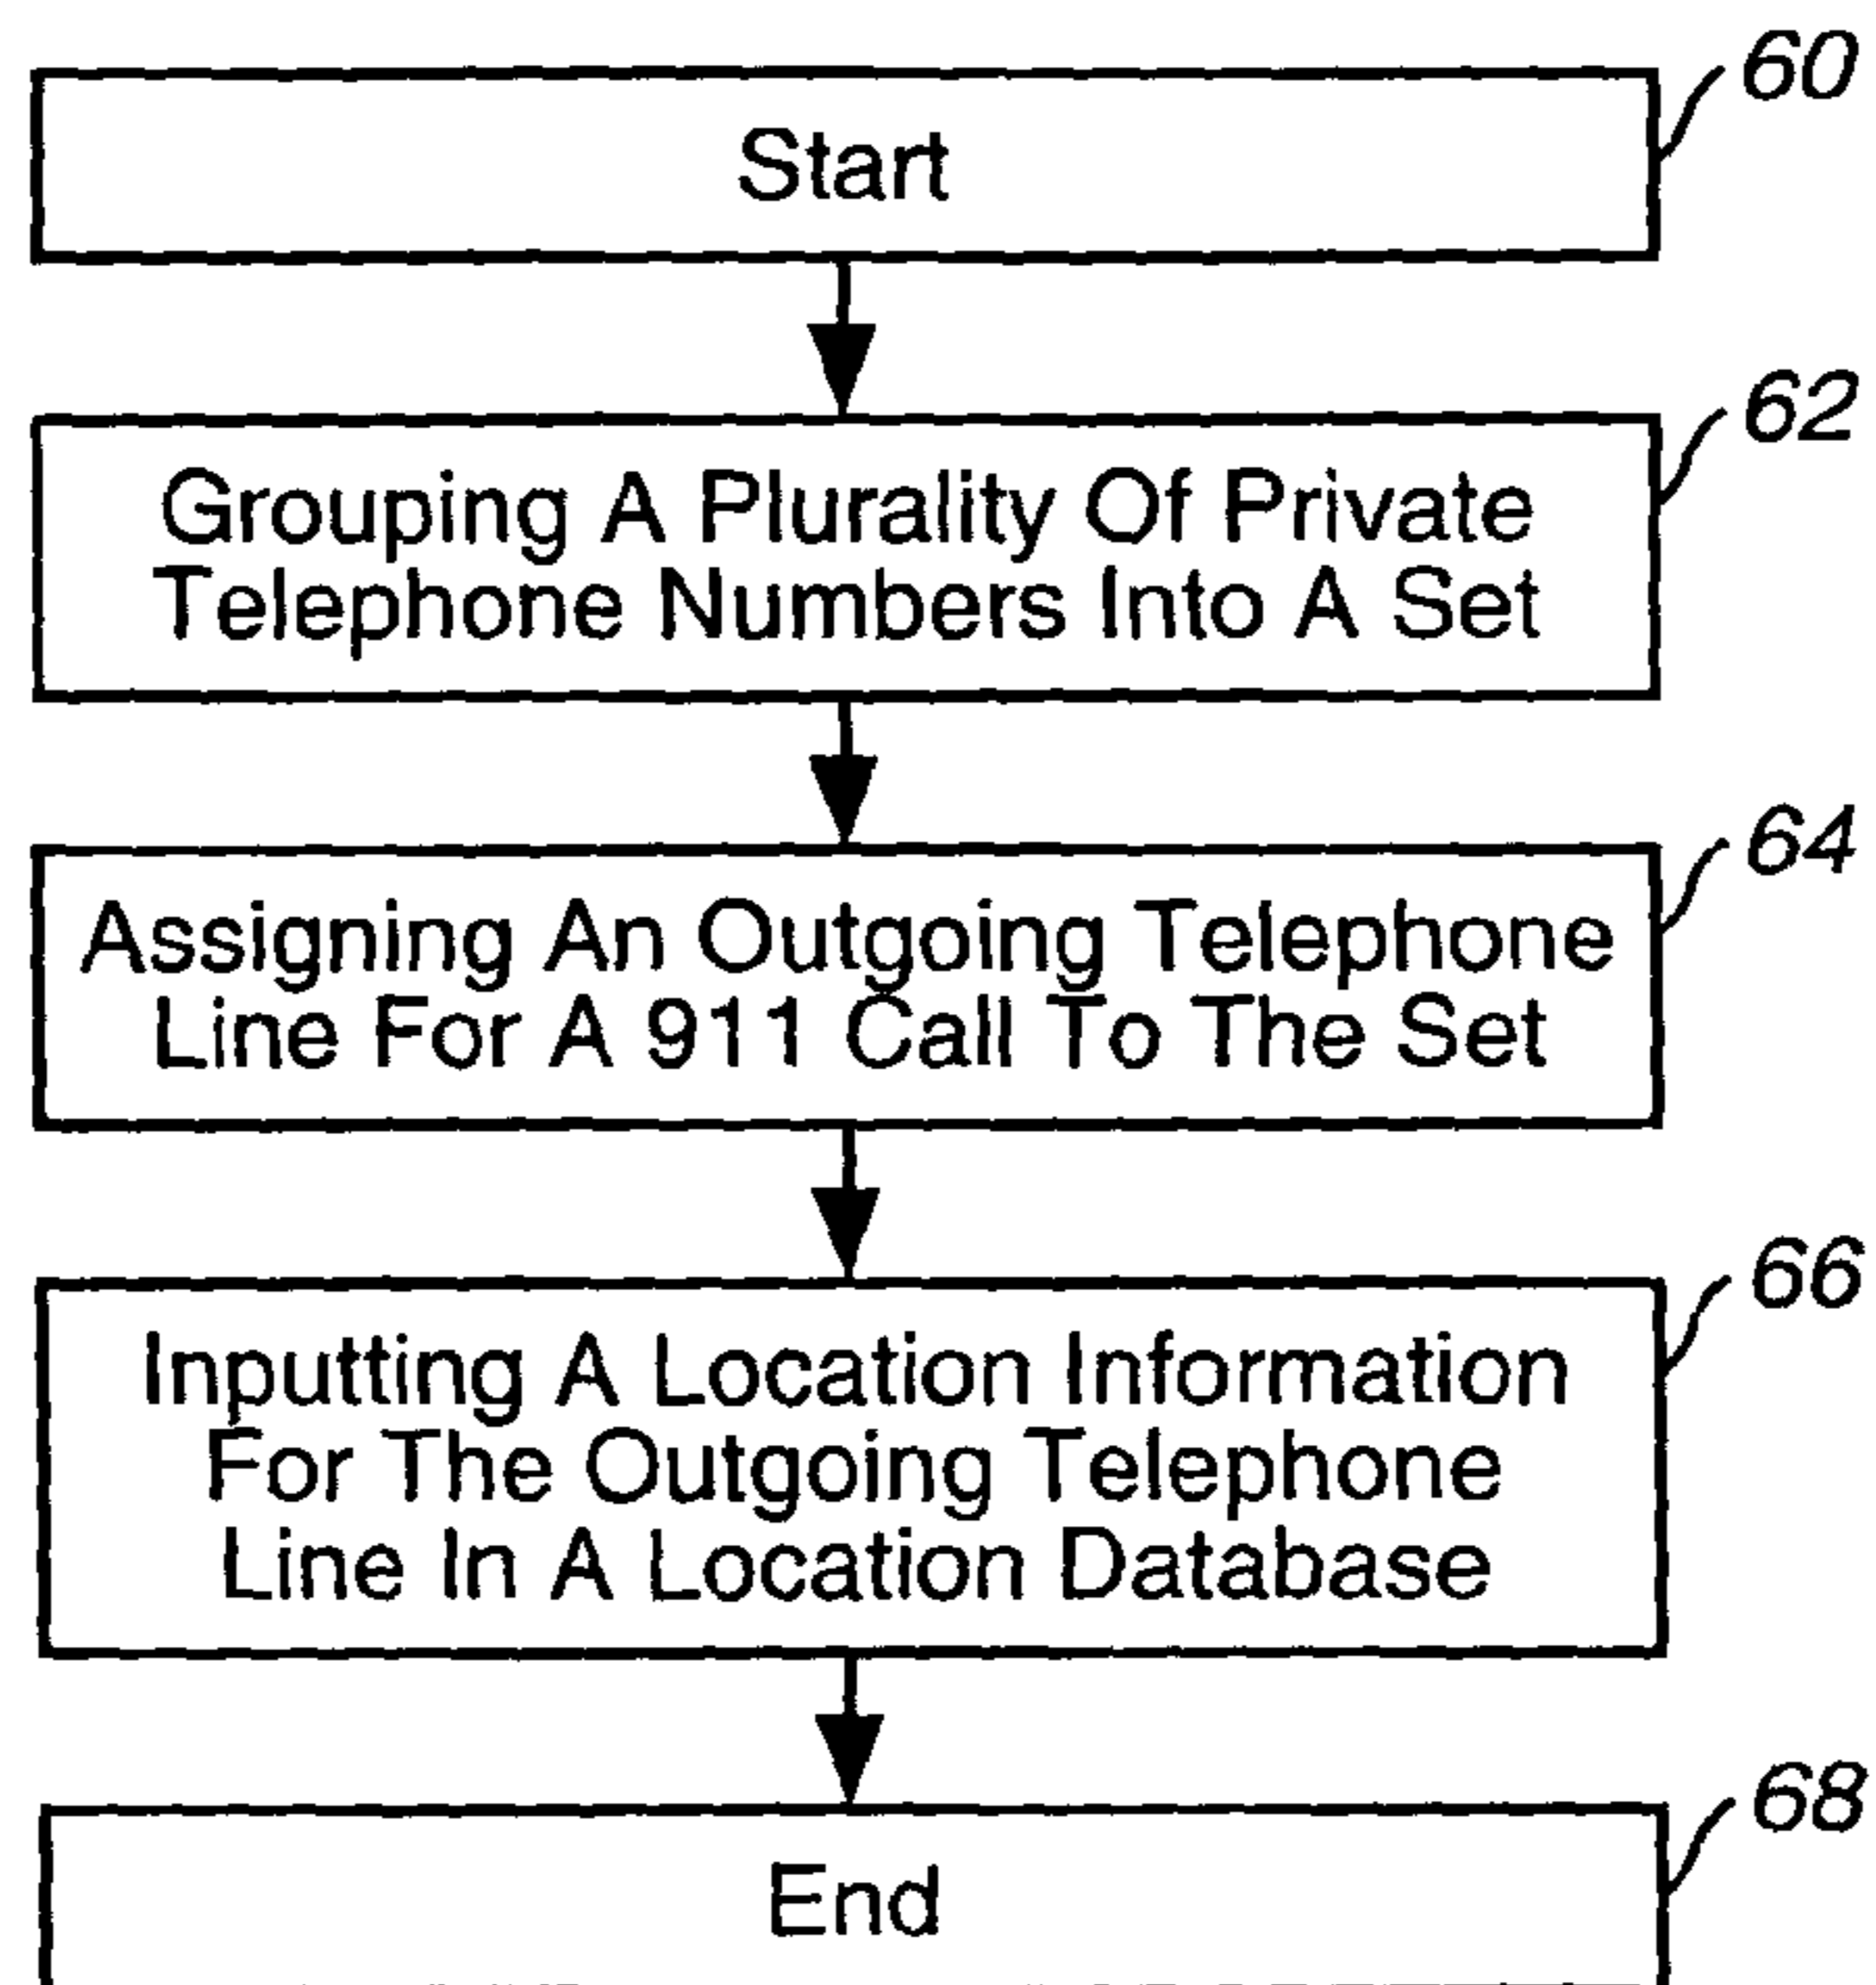 60
Start
62
Grouping A Plurality Of Private
Telephone Numbers Into A Set
64
Assigning An Outgoing Telephone
Line For A 911 Call To The Set
66
Inputting A Location Information
For The Outgoing Telephone
Line In A Location Database
68
End